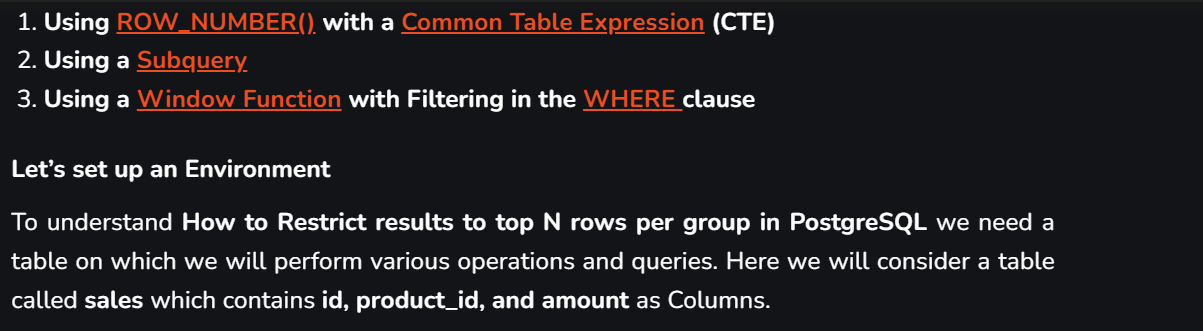 1. Using ROW_NUMBER() with a Common Table Expression (CTE)
2. Using a Subquery
3. Using a Window Function with Filtering in the WHERE clause
Let’s set up an Environment
To understand How to Restrict results to top N rows per group in PostgreSQL we need a
table on which we will perform various operations and queries. Here we will consider a table
called sales which contains id, product_id, and amount as Columns.